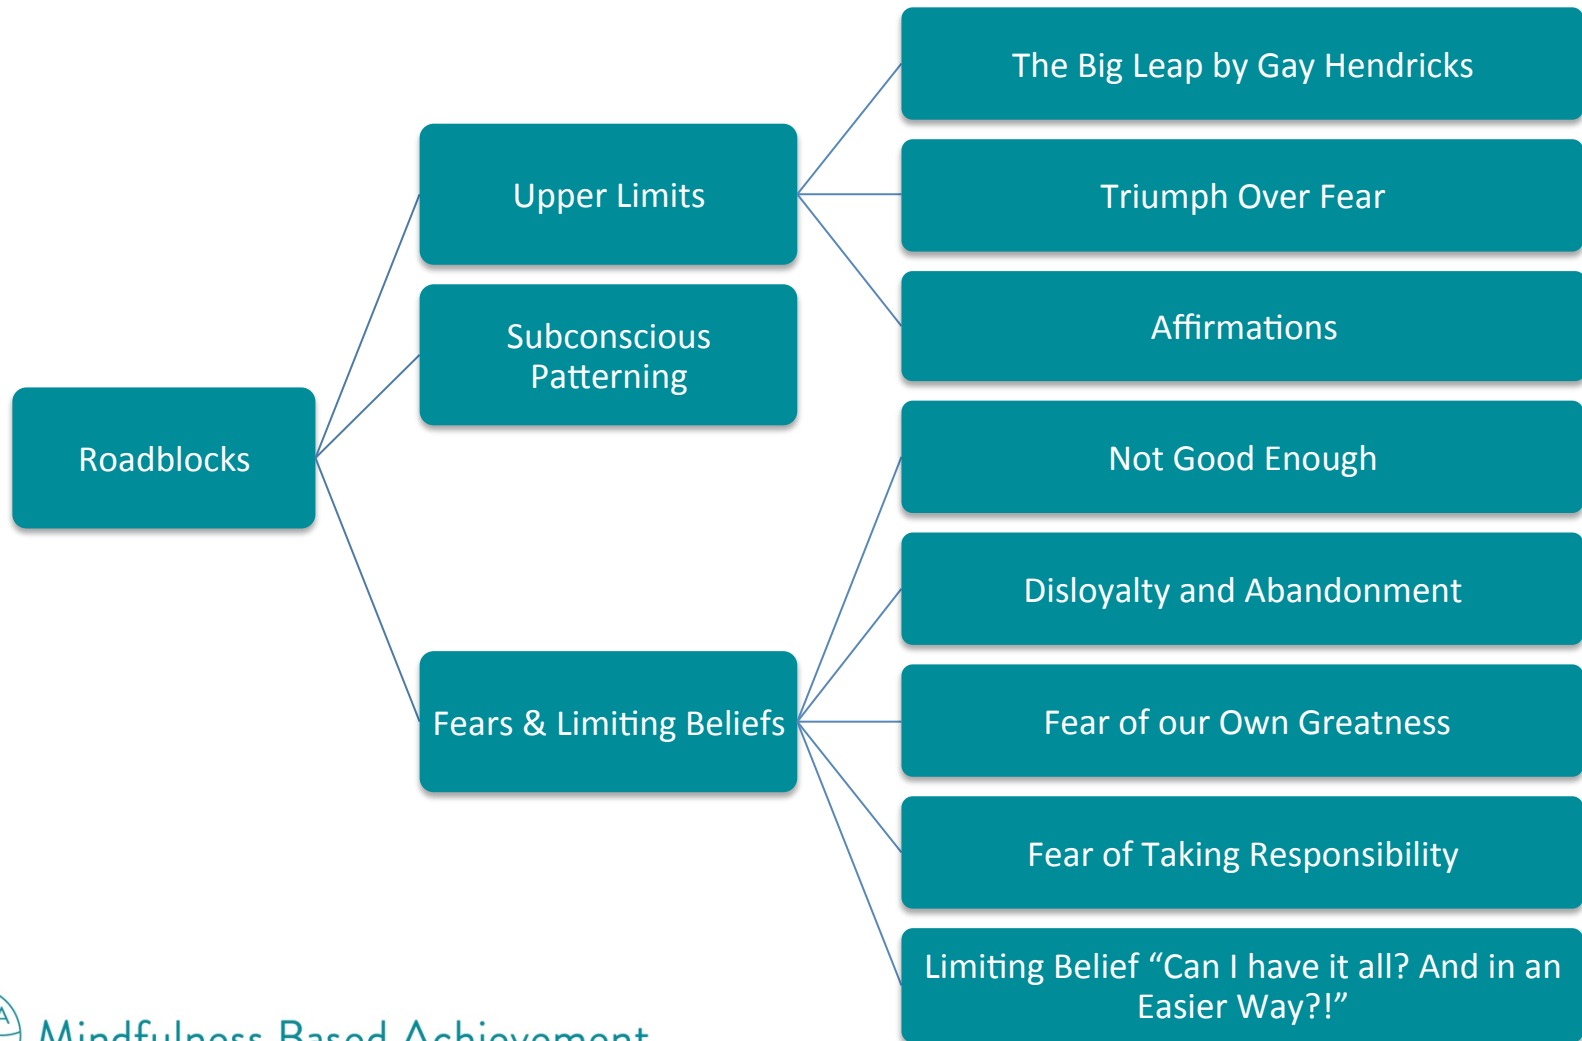 Roadblocks
Upper Limits
The Big Leap by Gay Hendricks
Triumph Over Fear
Affirmations
Subconscious
Patterning
Fears & Limiting Beliefs
Not Good Enough
Disloyalty and Abandonment
Fear of our Own Greatness
Fear of Taking Responsibility
Limiting Belief “Can I have it all? And in an
Easier Way?!”
A
Mindfulness Based Achievement